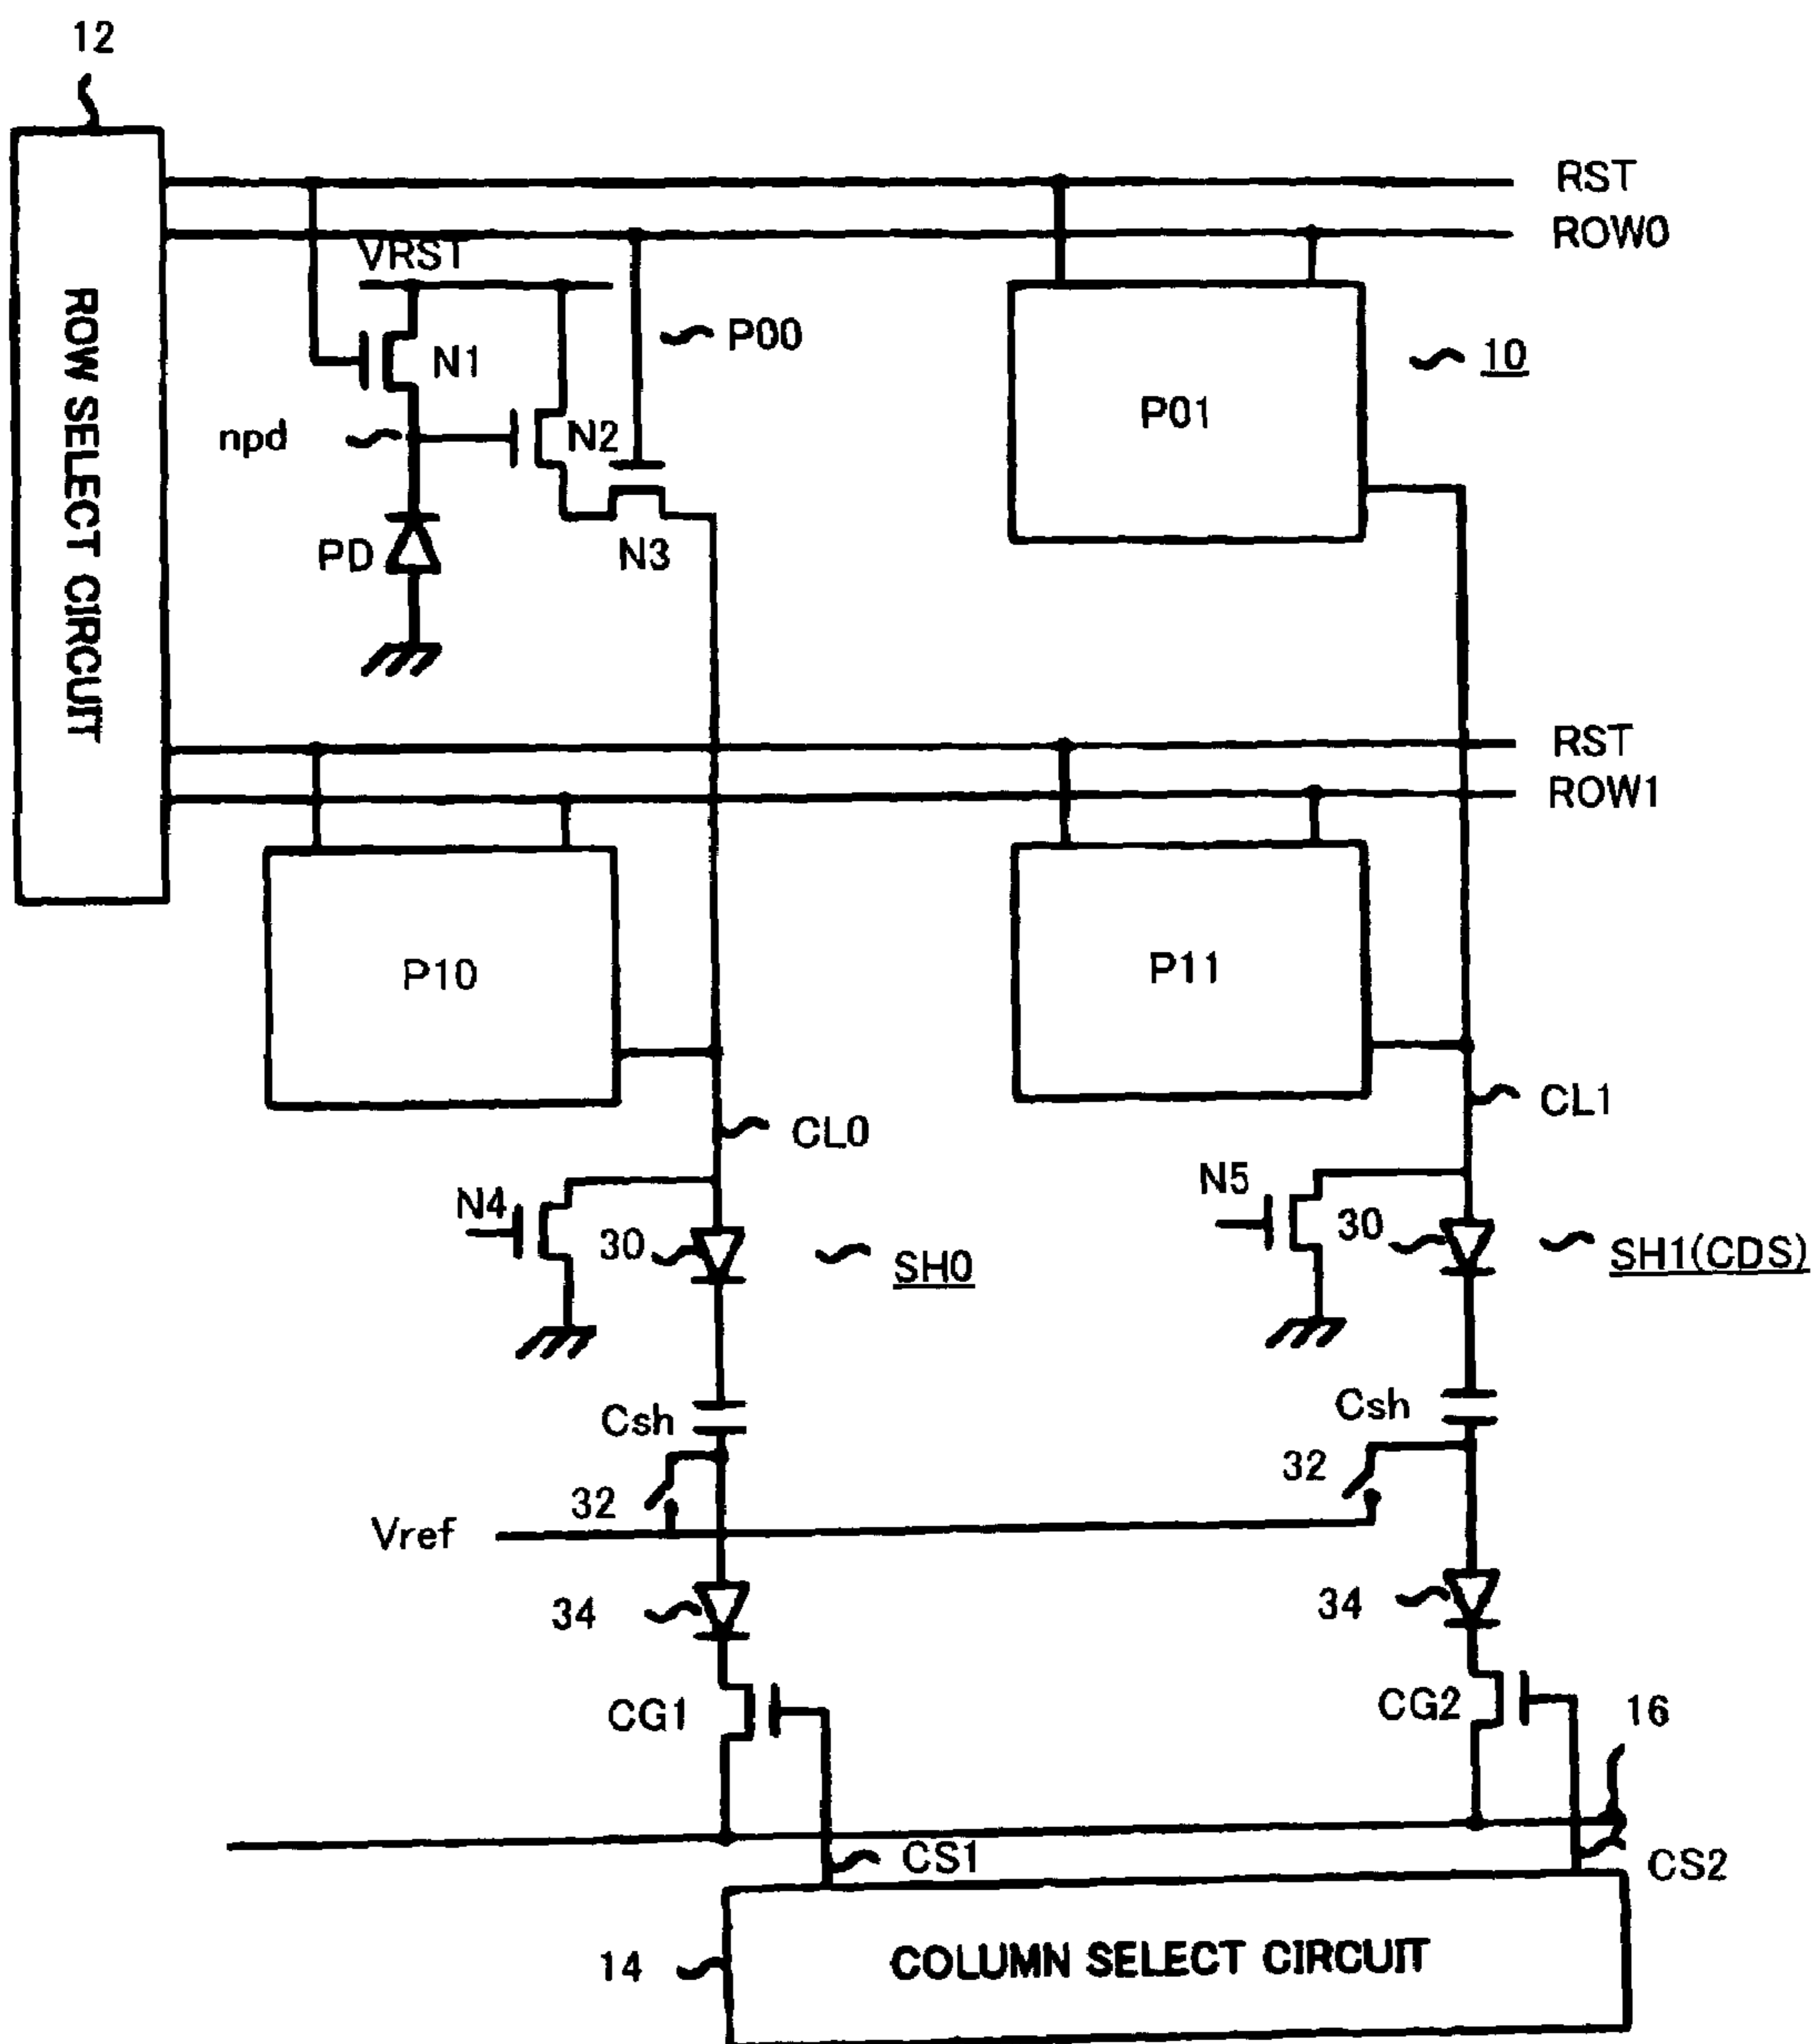 12
RST
ROW0
VRST
P00
10
N1
P01
npd
N2
PD
N3
ROW SELECT CIRCUIT
RST
ROW1
P10
P11
CL0
CL1
N4
30
SH0
N5
30
SH1(CDS)
Csh
Csh
32
32
Vref
34
34
CG1
CG2
16
CS1
CS2
14
COLUMN SELECT CIRCUIT